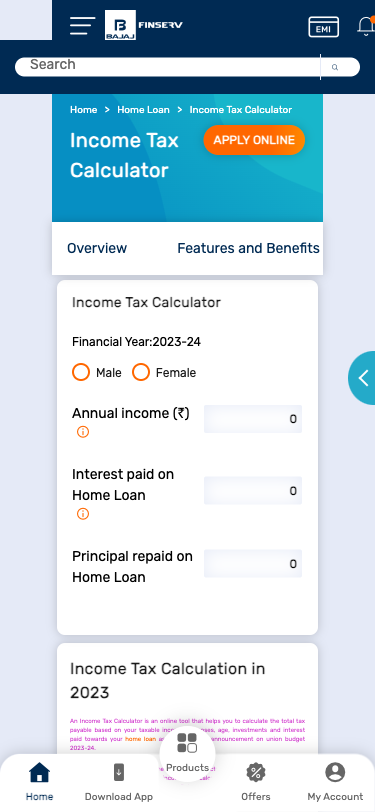 BAJAJ
FINSERV
EMI
Search
Home > Home Loan > Income Tax Calculator
Income Tax
Calculator
APPLY ONLINE
Overview
Features and Benefits
Income Tax Calculator
Financial Year:2023-24
Male
Female
Annual income (₹)
0
Interest paid on
Home Loan
0
Principal repaid on
Home Loan
0
Income Tax Calculation in
2023
An Income Tax Calculator is an online tool that helps you to calculate the total tax
payable based on your taxable age, investments and interest
paid towards your home loan announcement on union budget
2023-24.
Products
Home
Download App
Offers
My Account